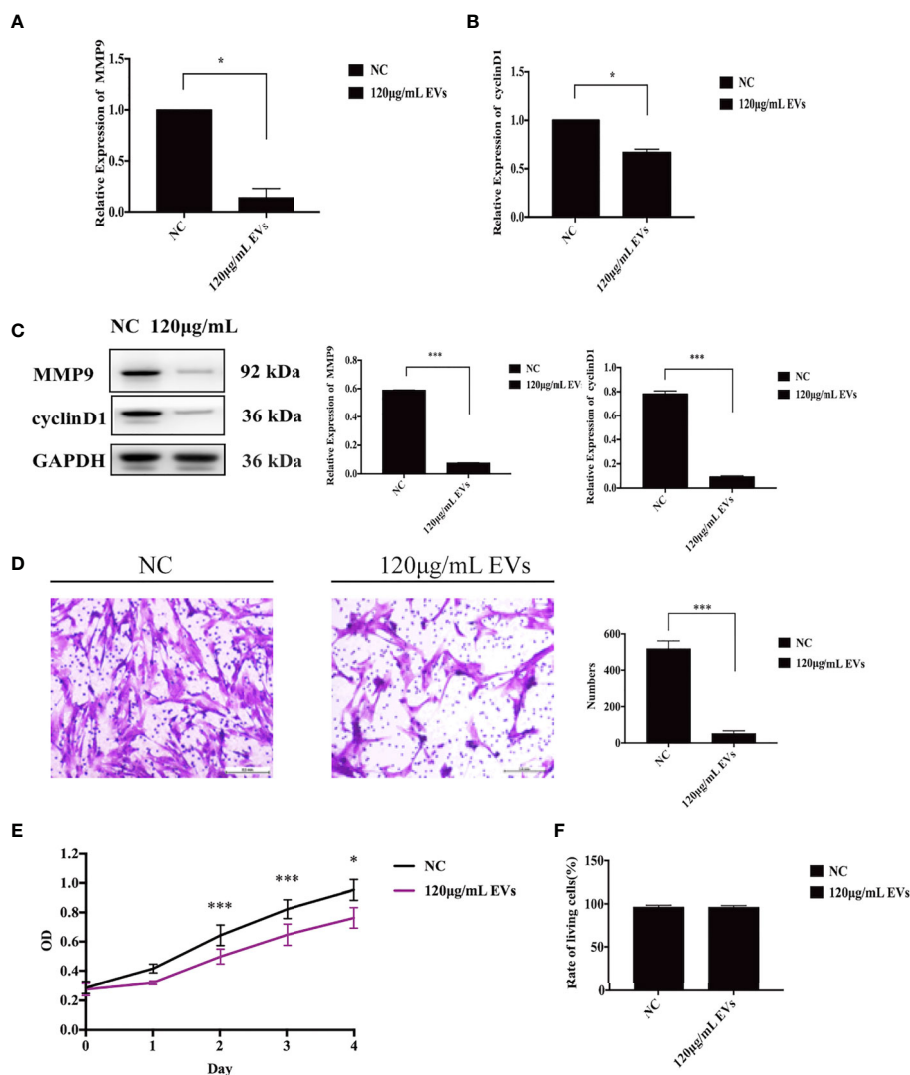 A
Relative Expression of MMP9
1.5
1.0
0.5
0.0
*
NC
120μg/mL EVs
NC
120μg/mL EVs
B
Relative Expression of cyclinD1
1.5
1.0
0.5
0.0
*
NC
120μg/mL EVs
NC
120μg/mL EVs
C
NC 120μg/mL
MMP9 92 kDa
cyclinD1 36 kDa
GAPDH 36 kDa
Relative Expression of MMP9
0.8
0.6
0.4
0.2
0.0
***
NC
120μg/mL EVs
NC
120μg/mL EVs
Relative Expression of cyclinD1
1.0
0.8
0.6
0.4
0.2
0.0
***
NC
120μg/mL EVs
NC
120μg/mL EVs
D
NC
120μg/mL EVs
Numbers
600
400
200
0
***
NC
120μg/mL EVs
NC
120μg/mL EVs
E
OD
1.2
1.0
0.8
0.6
0.4
0.2
0.0
0 1 2 3 4
Day
*** *** *
NC
120μg/mL EVs
F
Rate of living cells(%)
150
100
50
0
NC
120μg/mL EVs
NC
120μg/mL EVs